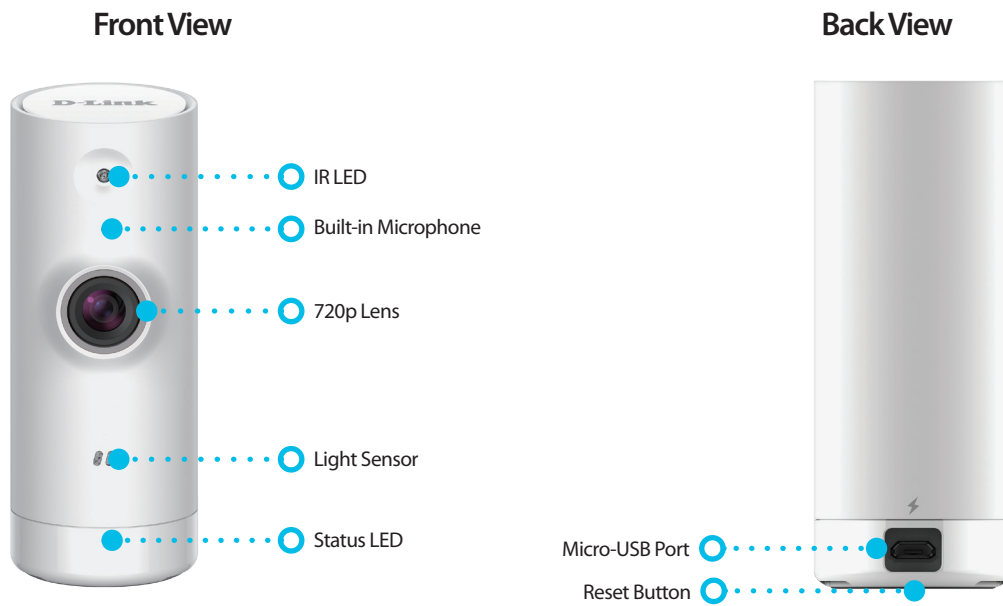 Front View
Back View
D-Link
IR LED
Built-in Microphone
720p Lens
Light Sensor
Status LED
Micro-USB Port
Reset Button